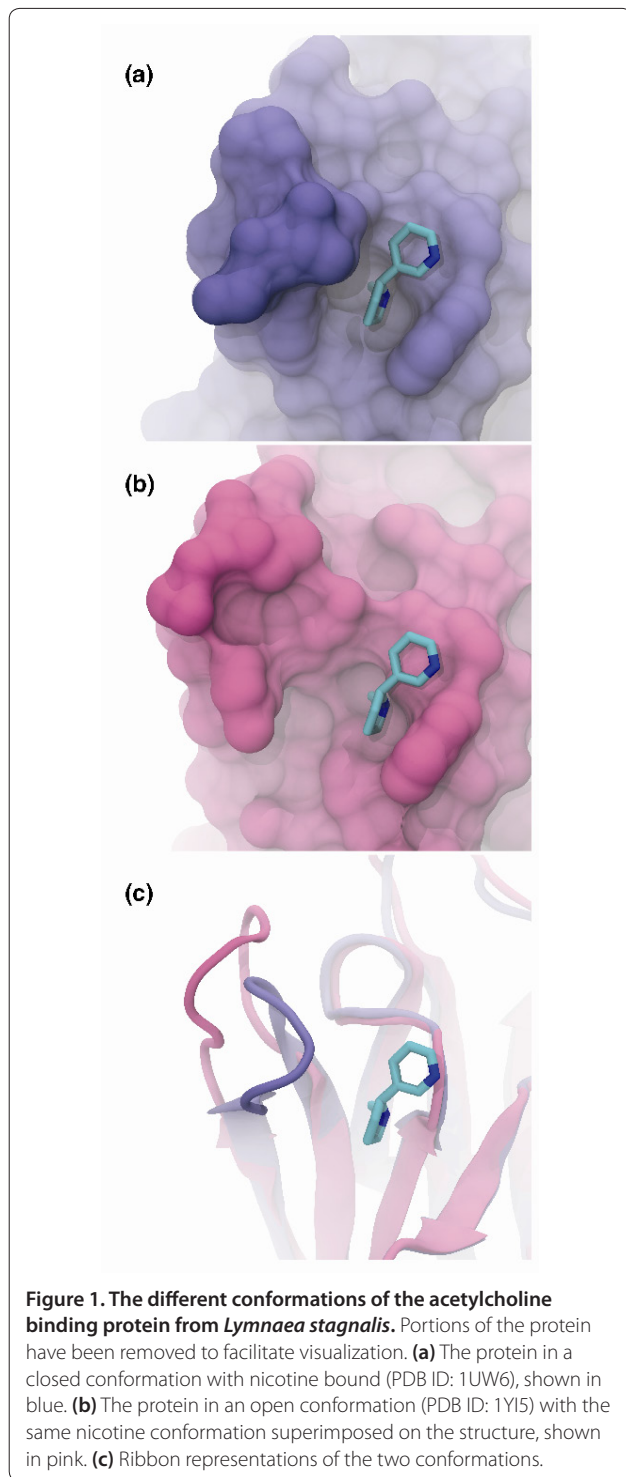 (a)
(b)
(c)
Figure 1. The different conformations of the acetylcholine
binding protein from Lymnaea stagnalis. Portions of the protein
have been removed to facilitate visualization. (a) The protein in a
closed conformation with nicotine bound (PDB ID: 1UW6), shown in
blue. (b) The protein in an open conformation (PDB ID: 1YI5) with the
same nicotine conformation superimposed on the structure, shown
in pink. (c) Ribbon representations of the two conformations.